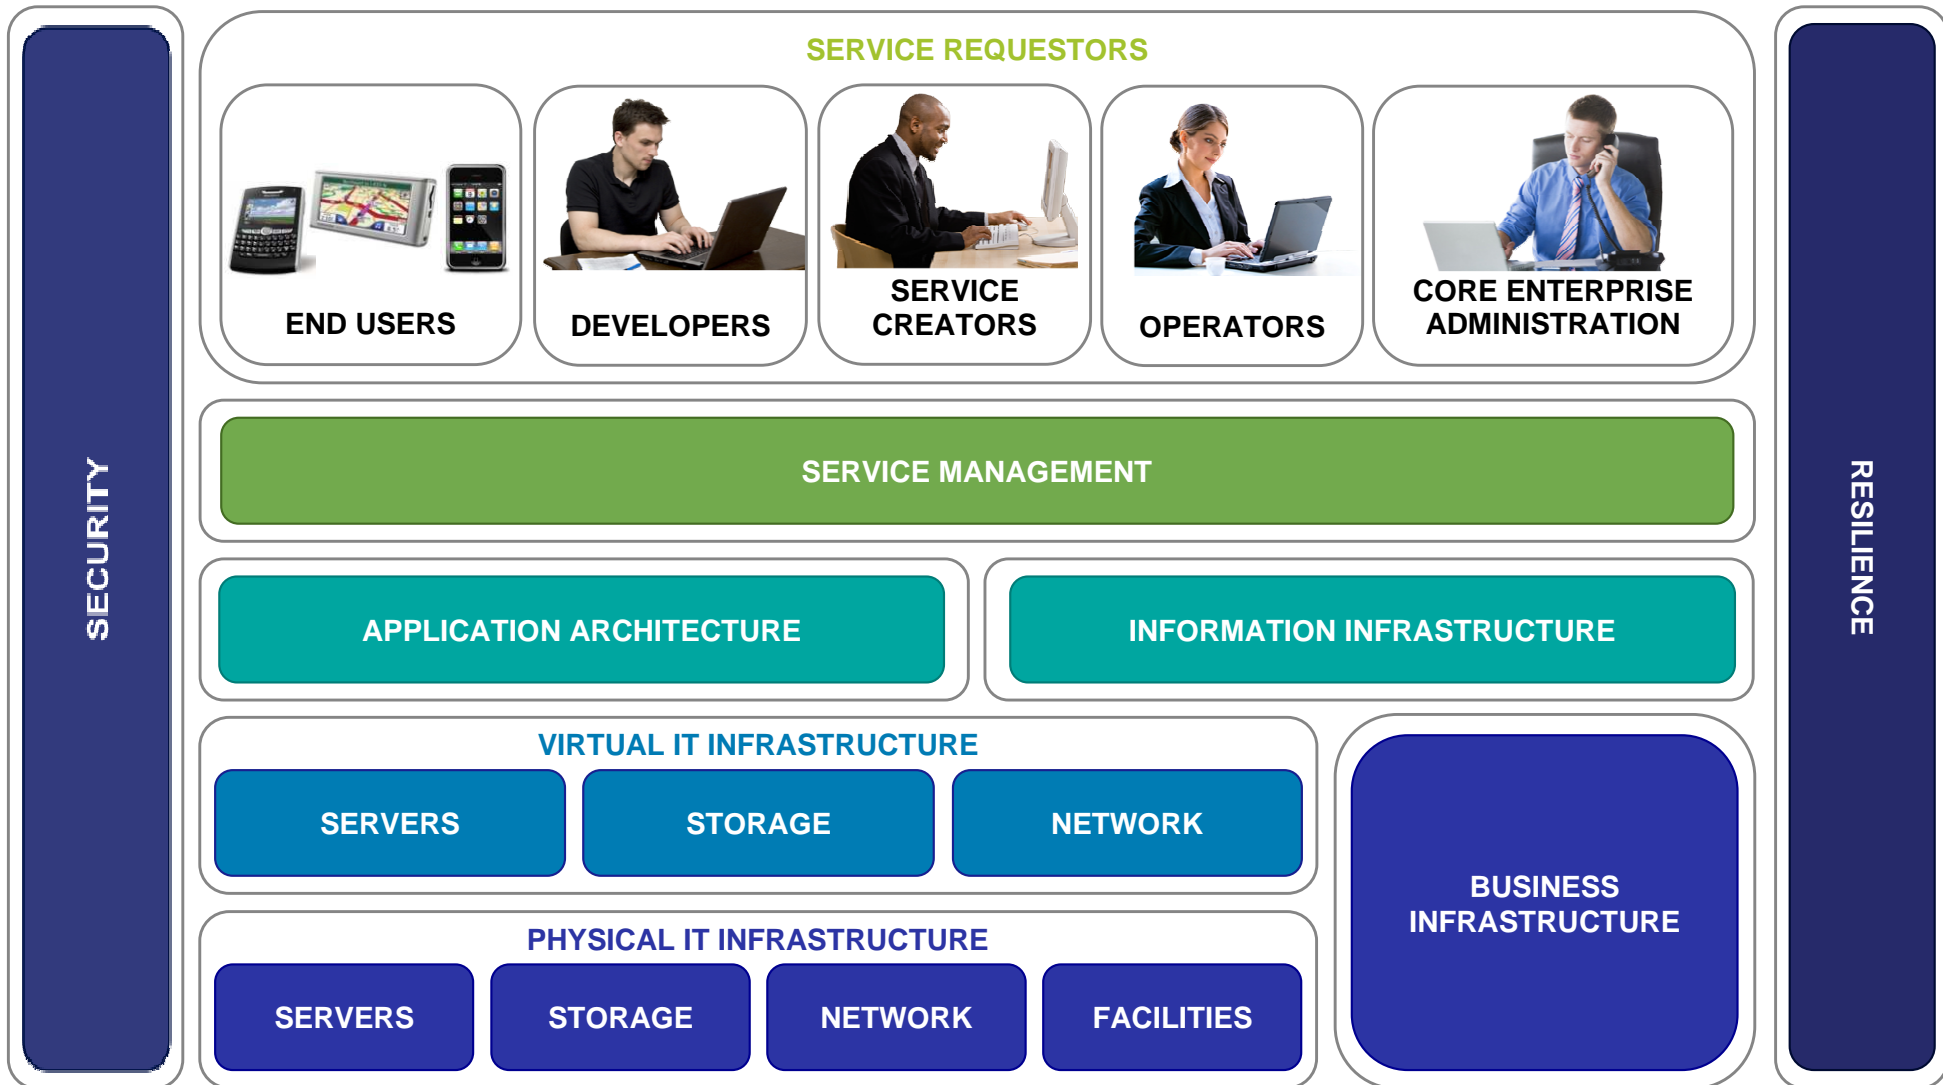 SERVICE REQUESTORS
END USERS
DEVELOPERS
SERVICE
CREATORS
OPERATORS
CORE ENTERPRISE
ADMINISTRATION
SECURITY
RESILIENCE
SERVICE MANAGEMENT
APPLICATION ARCHITECTURE
INFORMATION INFRASTRUCTURE
VIRTUAL IT INFRASTRUCTURE
SERVERS
STORAGE
NETWORK
BUSINESS
INFRASTRUCTURE
PHYSICAL IT INFRASTRUCTURE
SERVERS
STORAGE
NETWORK
FACILITIES